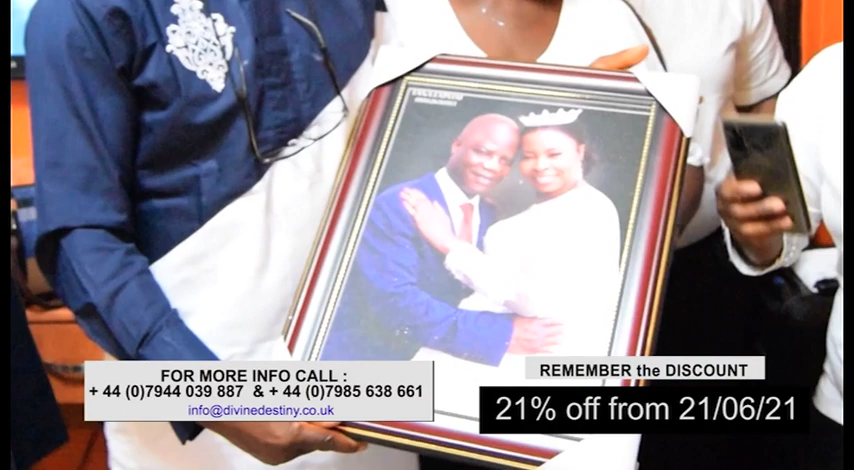 FOR MORE INFO CALL :
+ 44 (0)7944 039 887 & + 44 (0)7985 638 661
info@divinedestiny.co.uk
REMEMBER the DISCOUNT
21% off from 21/06/21